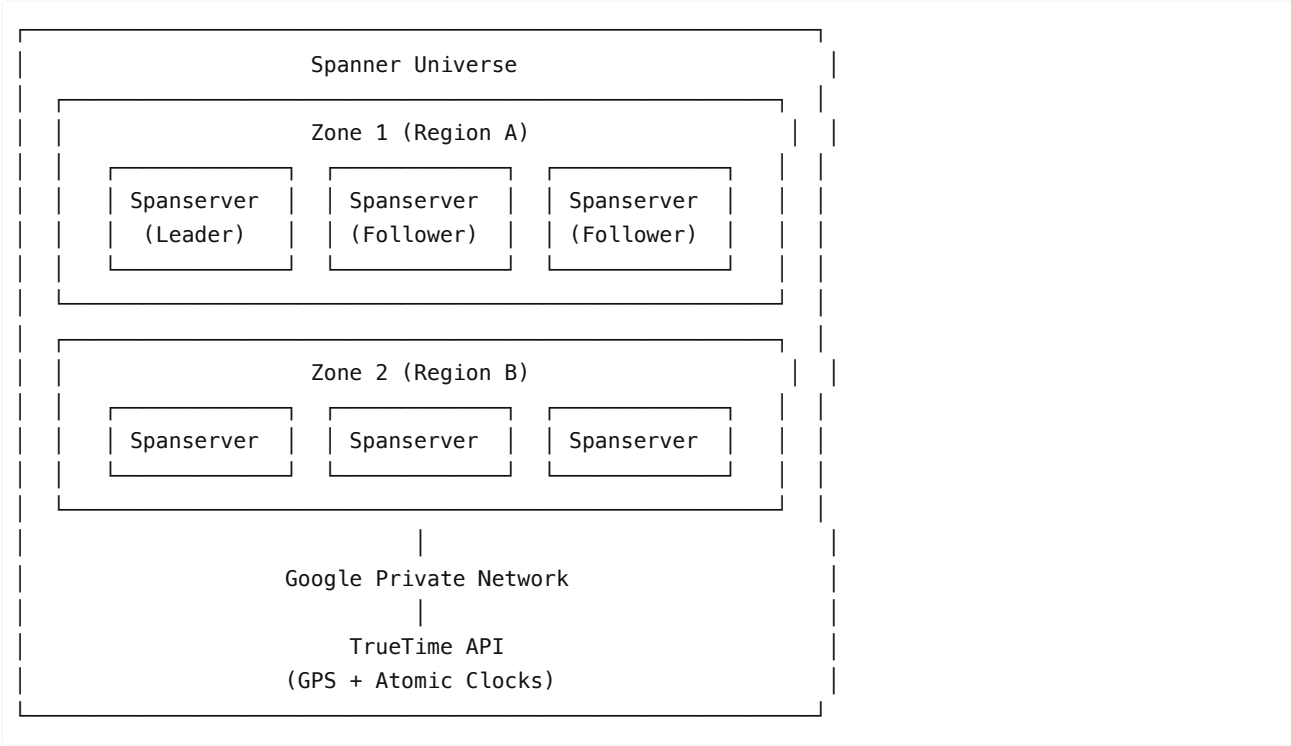 Spanner Universe
Zone 1 (Region A)
Spanserver Spanserver Spanserver
(Leader) (Follower) (Follower)
Zone 2 (Region B)
Spanserver Spanserver Spanserver
Google Private Network
TrueTime API
(GPS + Atomic Clocks)